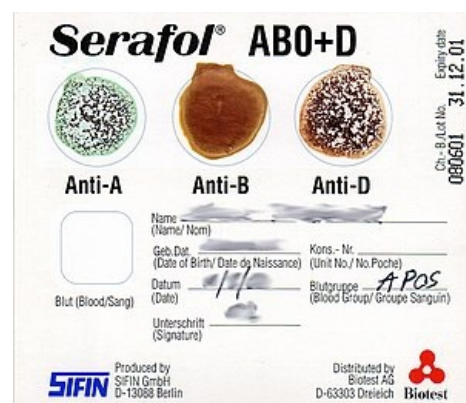 Serafol® AB0+D
Anti-A Anti-B Anti-D
Ch.-B./Lot No. Expiry date
080601 31.12.01
Name
(Name/ Nom)
Geb.Dat.
(Date of Birth/ Date de Naissance)
Kons.- Nr.
(Unit No./ No.Poche)
Datum
(Date)
Blutgruppe A POS
(Blood Group/ Groupe Sanguin)
Unterschrift
(Signature)
Blut (Blood/Sang)
SIFIN
Produced by
SIFIN GmbH
D-13088 Berlin
Distributed by
Biotest AG
D-63303 Dreieich
Biotest